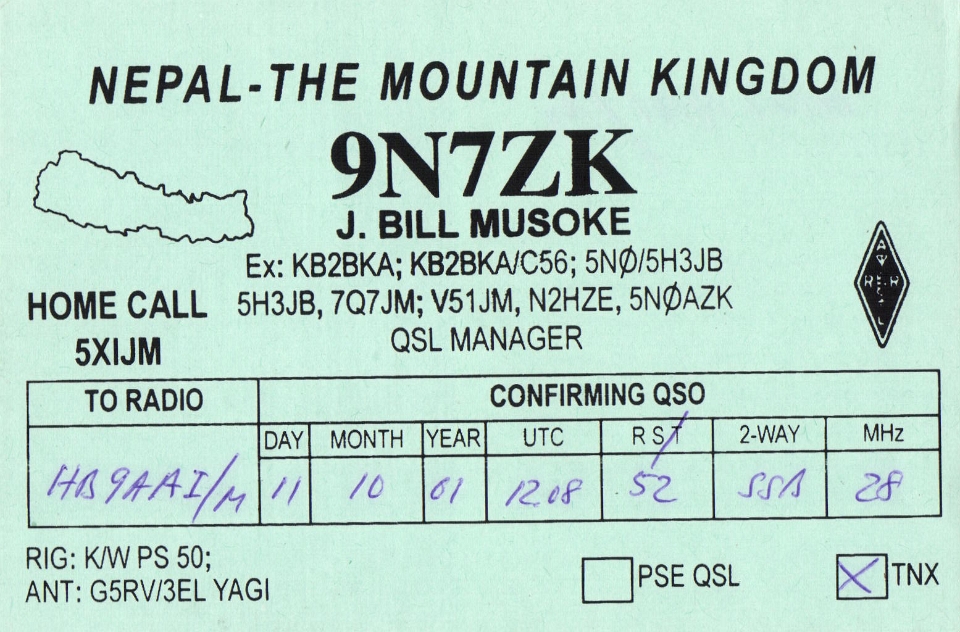 NEPAL-THE MOUNTAIN KINGDOM
9N7ZK
J. BILL MUSOKE
Ex: KB2BKA; KB2BKA/C56; 5NØ/5H3JB
5H3JB, 7Q7JM; V51JM, N2HZE, 5NØAZK
QSL MANAGER
HOME CALL
5XIJM
ARRL
TO RADIO CONFIRMING QSO
DAY MONTH YEAR UTC RST 2-WAY MHz
HB9AAI/M 11 10 01 1208 52 SSB 28
RIG: K/W PS 50;
ANT: G5RV/3EL YAGI
PSE QSL TNX